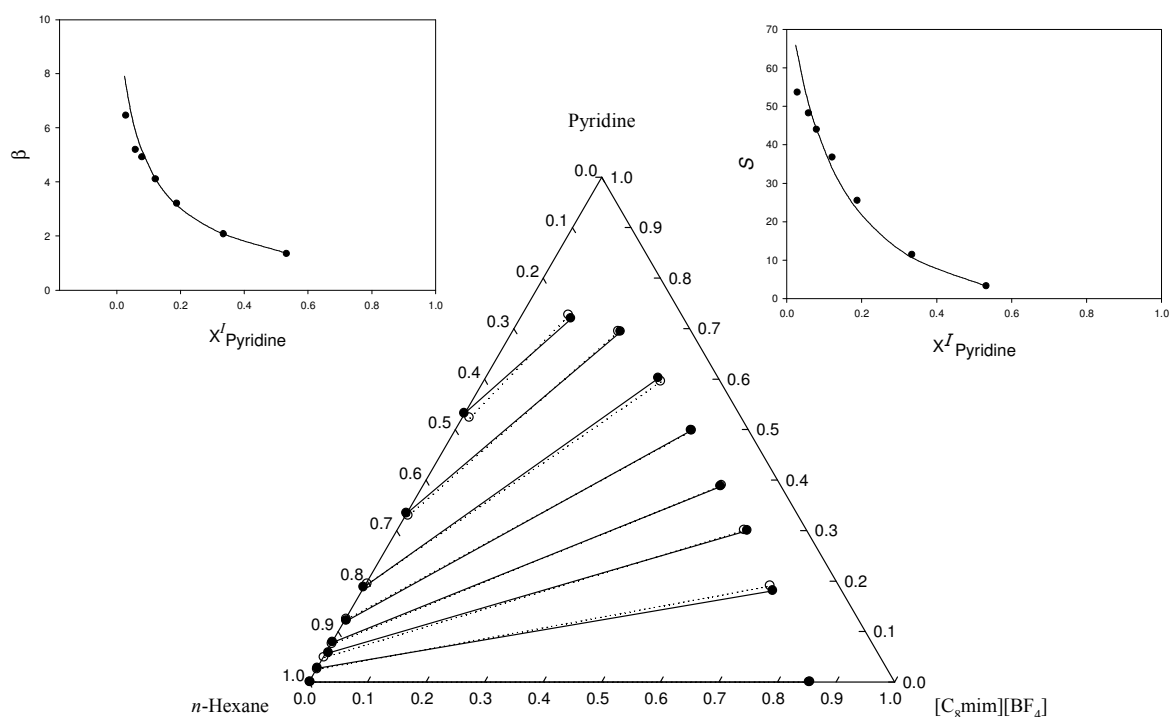 10
8
6
4
2
0
β
0.0 0.2 0.4 0.6 0.8 1.0
X^I Pyridine
70
60
50
40
30
20
10
0
S
0.0 0.2 0.4 0.6 0.8 1.0
X^I Pyridine
Pyridine
0.0 1.0
0.1 0.9
0.2 0.8
0.3 0.7
0.4 0.6
0.5 0.5
0.6 0.4
0.7 0.3
0.8 0.2
0.9 0.1
1.0 0.0
0.0 0.1 0.2 0.3 0.4 0.5 0.6 0.7 0.8 0.9 1.0
n-Hexane [C₈mim][BF₄]